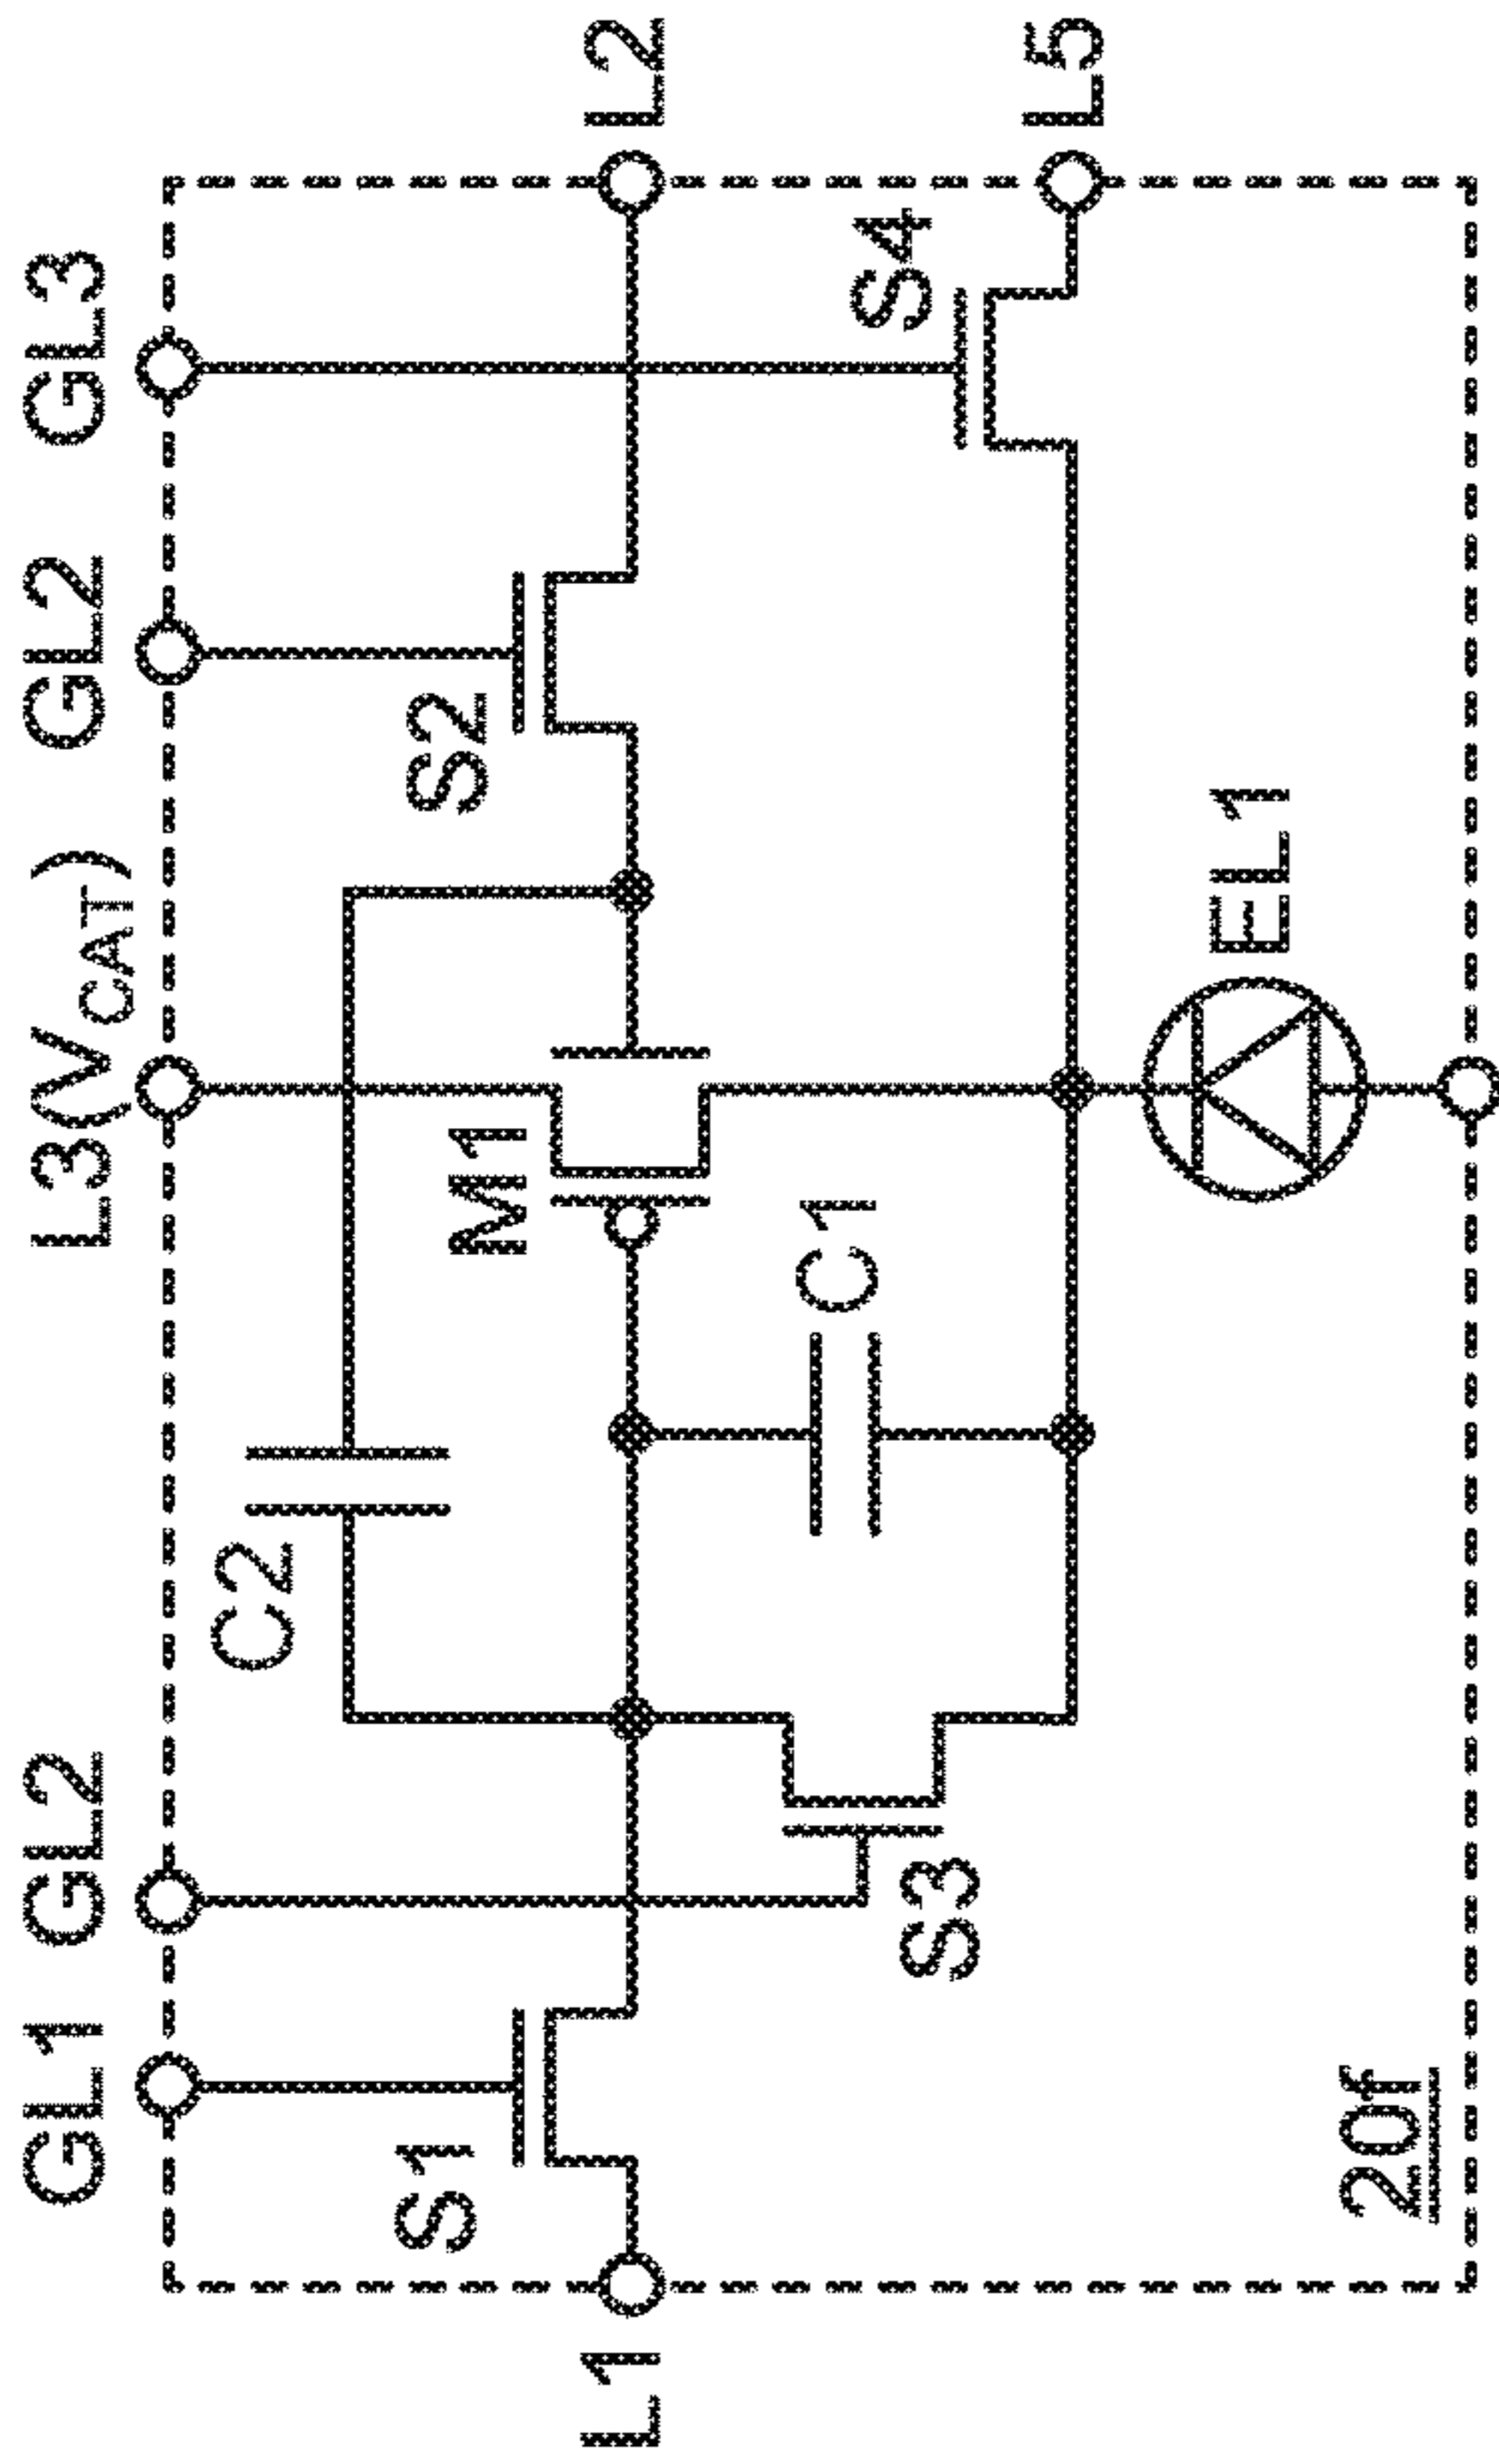 GL1 GL2 L3(VCAT) GL2 GL3
C2
S1 M1 S2
L1 L2
C1 S4
S3
L5
EL1
20f